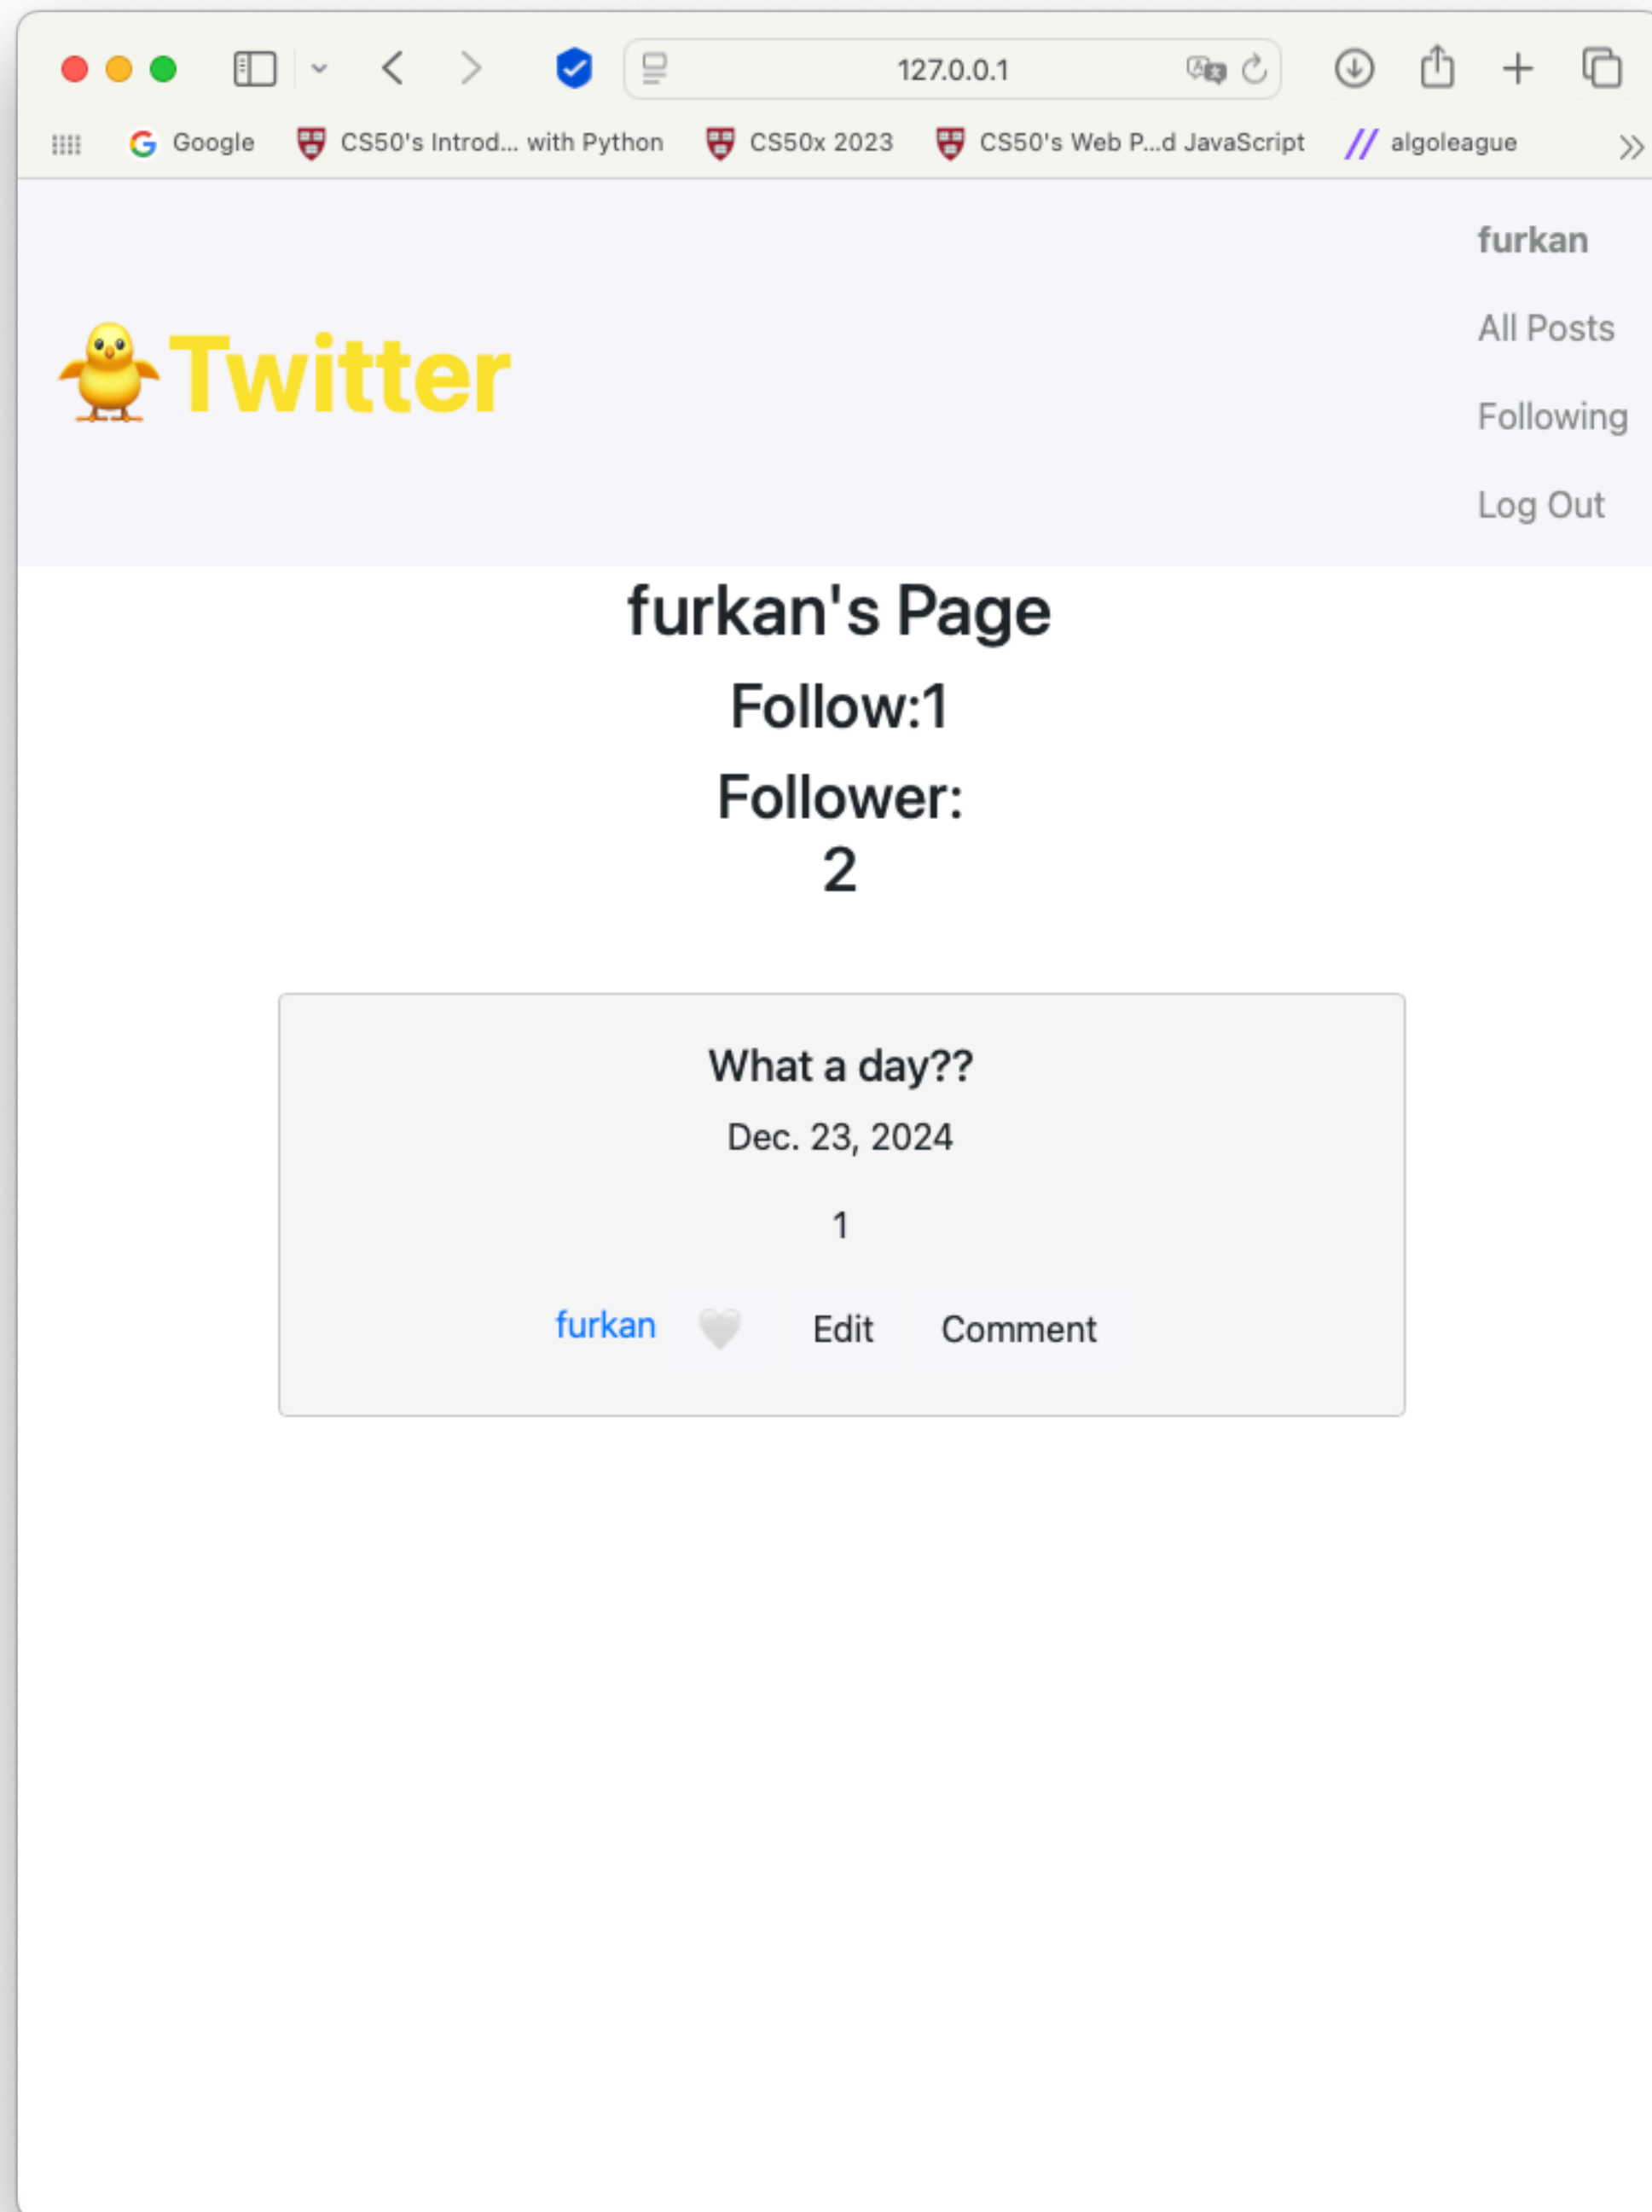 127.0.0.1
Google CS50's Introd... with Python CS50x 2023 CS50's Web P...d JavaScript algoleague
furkan
All Posts
Following
Log Out
Twitter
furkan's Page
Follow:1
Follower:
2
What a day??
Dec. 23, 2024
1
furkan Edit Comment